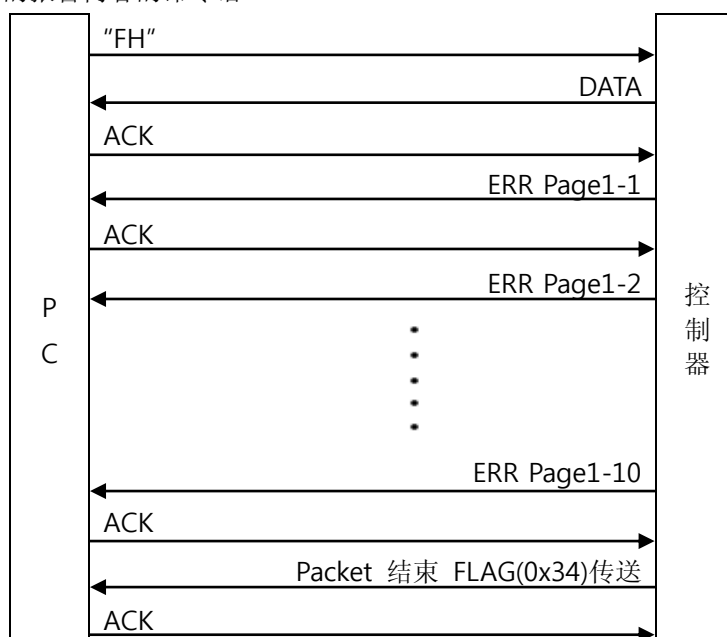 "FH"
DATA
ACK
ERR Page1-1
ACK
ERR Page1-2
P
C
控
制
器
ERR Page1-10
ACK
Packet 结束 FLAG(0x34)传送
ACK